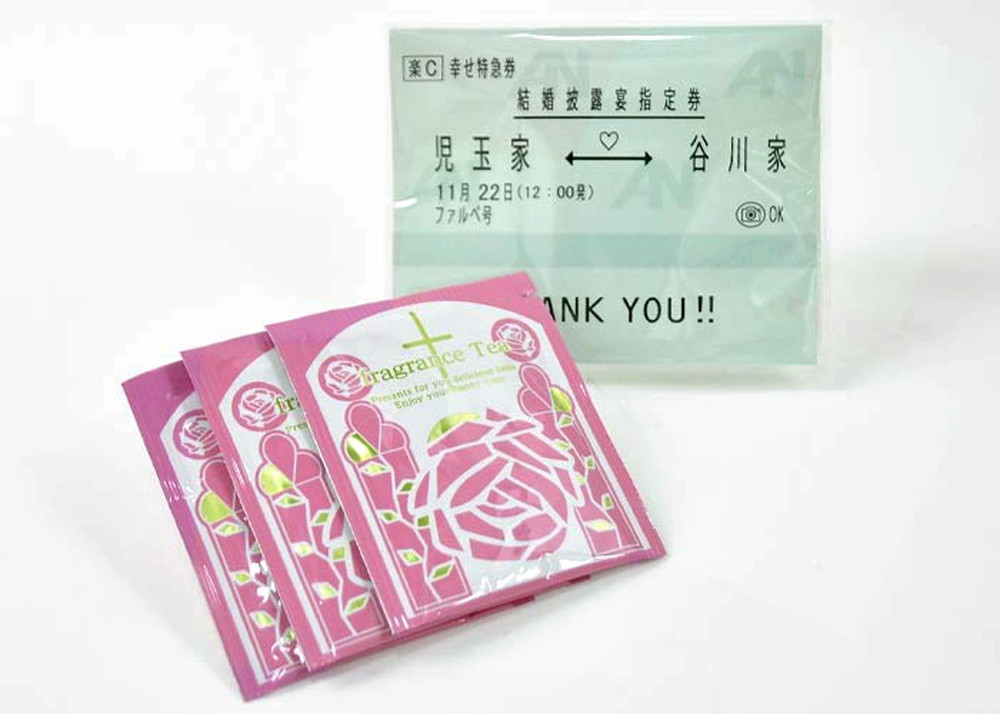 楽C 幸せ特急券
結婚披露宴指定券
児玉家 ♡ ↔ 谷川家
11月22日(12:00発)
ファルベ号
OK
ANK YOU!!
fragrance Tea
Presents for you delicious time
Enjoy your
fra
Pres